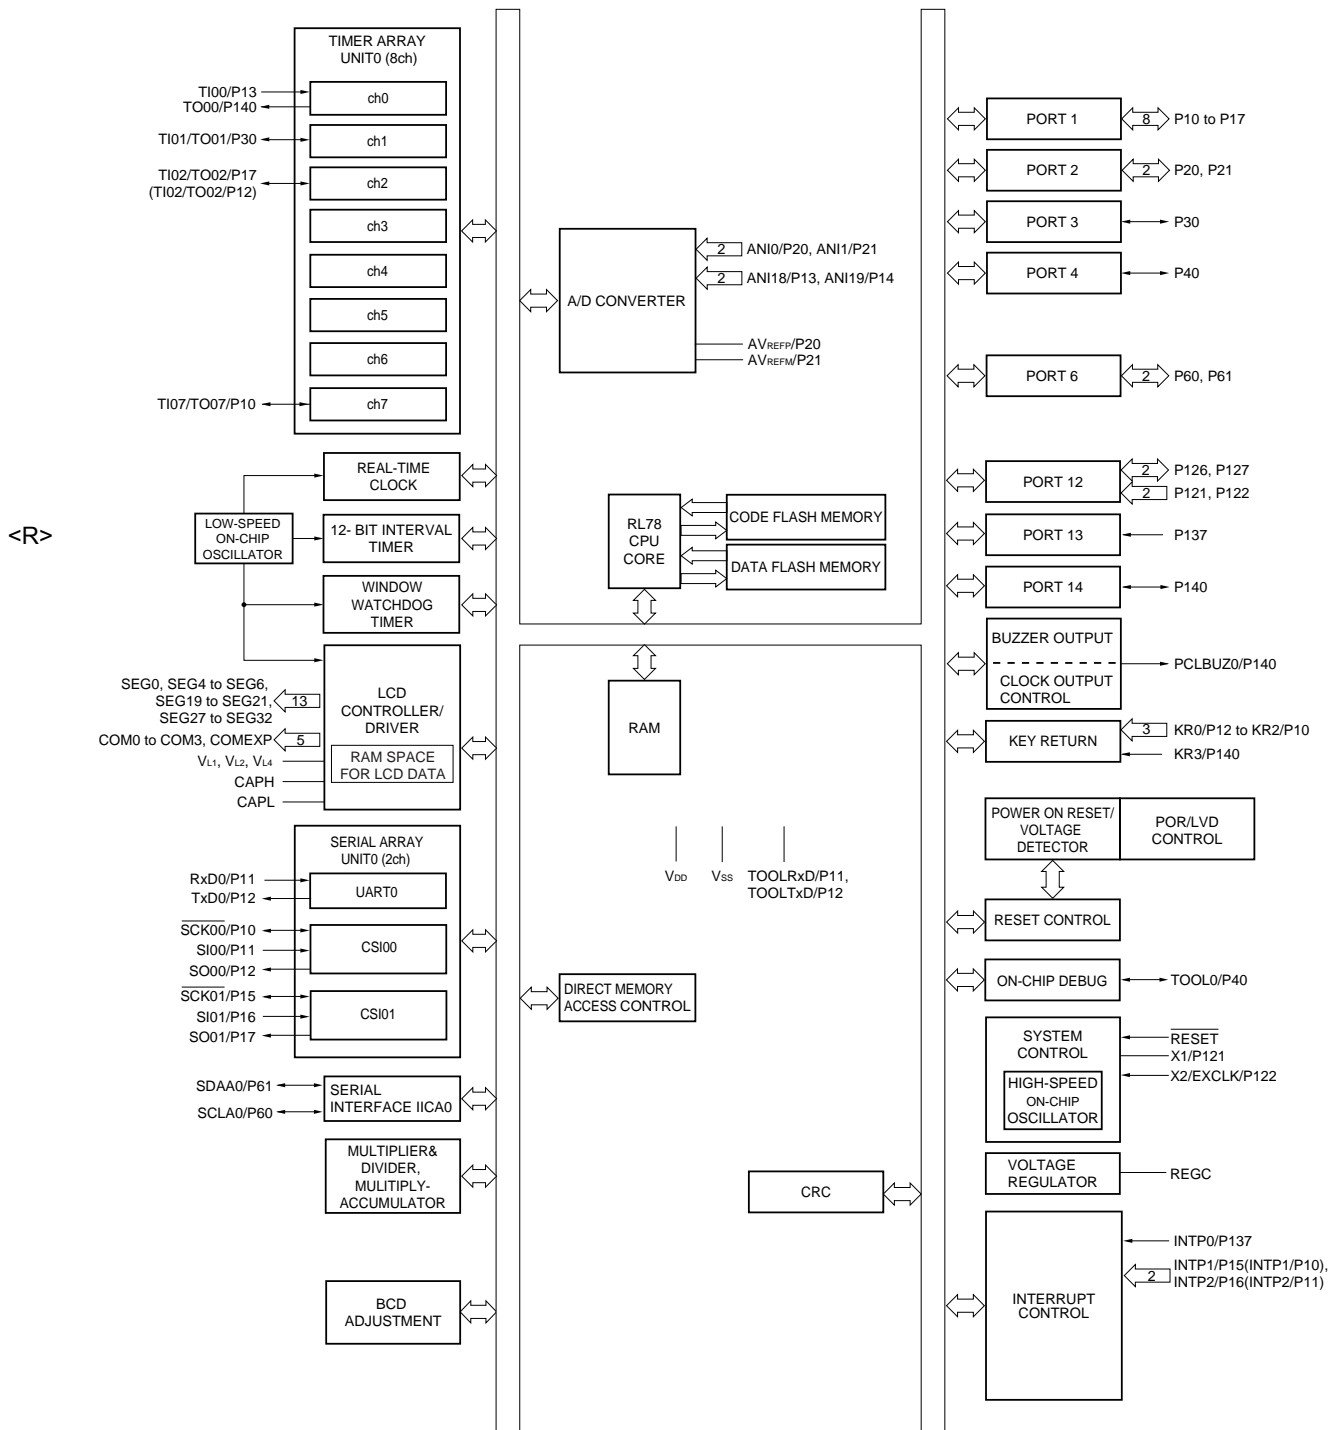 TIMER ARRAY
UNIT0 (8ch)
TI00/P13
TO00/P140
ch0
TI01/TO01/P30
ch1
TI02/TO02/P17
(TI02/TO02/P12)
ch2
ch3
ch4
ch5
ch6
TI07/TO07/P10
ch7
REAL-TIME
CLOCK
<R>
LOW-SPEED
ON-CHIP
OSCILLATOR
12- BIT INTERVAL
TIMER
WINDOW
WATCHDOG
TIMER
SEG0, SEG4 to SEG6,
SEG19 to SEG21,
SEG27 to SEG32
13
COM0 to COM3, COMEXP
5
VL1, VL2, VL4
CAPH
CAPL
LCD
CONTROLLER/
DRIVER
RAM SPACE
FOR LCD DATA
SERIAL ARRAY
UNIT0 (2ch)
RxD0/P11
TxD0/P12
UART0
SCK00/P10
SI00/P11
SO00/P12
CSI00
SCK01/P15
SI01/P16
SO01/P17
CSI01
SDAA0/P61
SCLA0/P60
SERIAL
INTERFACE IICA0
MULTIPLIER&
DIVIDER,
MULITIPLY-
ACCUMULATOR
BCD
ADJUSTMENT
A/D CONVERTER
2
ANI0/P20, ANI1/P21
2
ANI18/P13, ANI19/P14
AVREFP/P20
AVREFM/P21
RL78
CPU
CORE
CODE FLASH MEMORY
DATA FLASH MEMORY
RAM
VDD
VSS
TOOLRxD/P11,
TOOLTxD/P12
DIRECT MEMORY
ACCESS CONTROL
CRC
PORT 1
8
P10 to P17
PORT 2
2
P20, P21
PORT 3
P30
PORT 4
P40
PORT 6
2
P60, P61
PORT 12
2
P126, P127
2
P121, P122
PORT 13
P137
PORT 14
P140
BUZZER OUTPUT
CLOCK OUTPUT
CONTROL
PCLBUZ0/P140
KEY RETURN
3
KR0/P12 to KR2/P10
KR3/P140
POWER ON RESET/
VOLTAGE
DETECTOR
POR/LVD
CONTROL
RESET CONTROL
ON-CHIP DEBUG
TOOL0/P40
SYSTEM
CONTROL
HIGH-SPEED
ON-CHIP
OSCILLATOR
RESET
X1/P121
X2/EXCLK/P122
VOLTAGE
REGULATOR
REGC
INTERRUPT
CONTROL
INTP0/P137
2
INTP1/P15(INTP1/P10),
INTP2/P16(INTP2/P11)